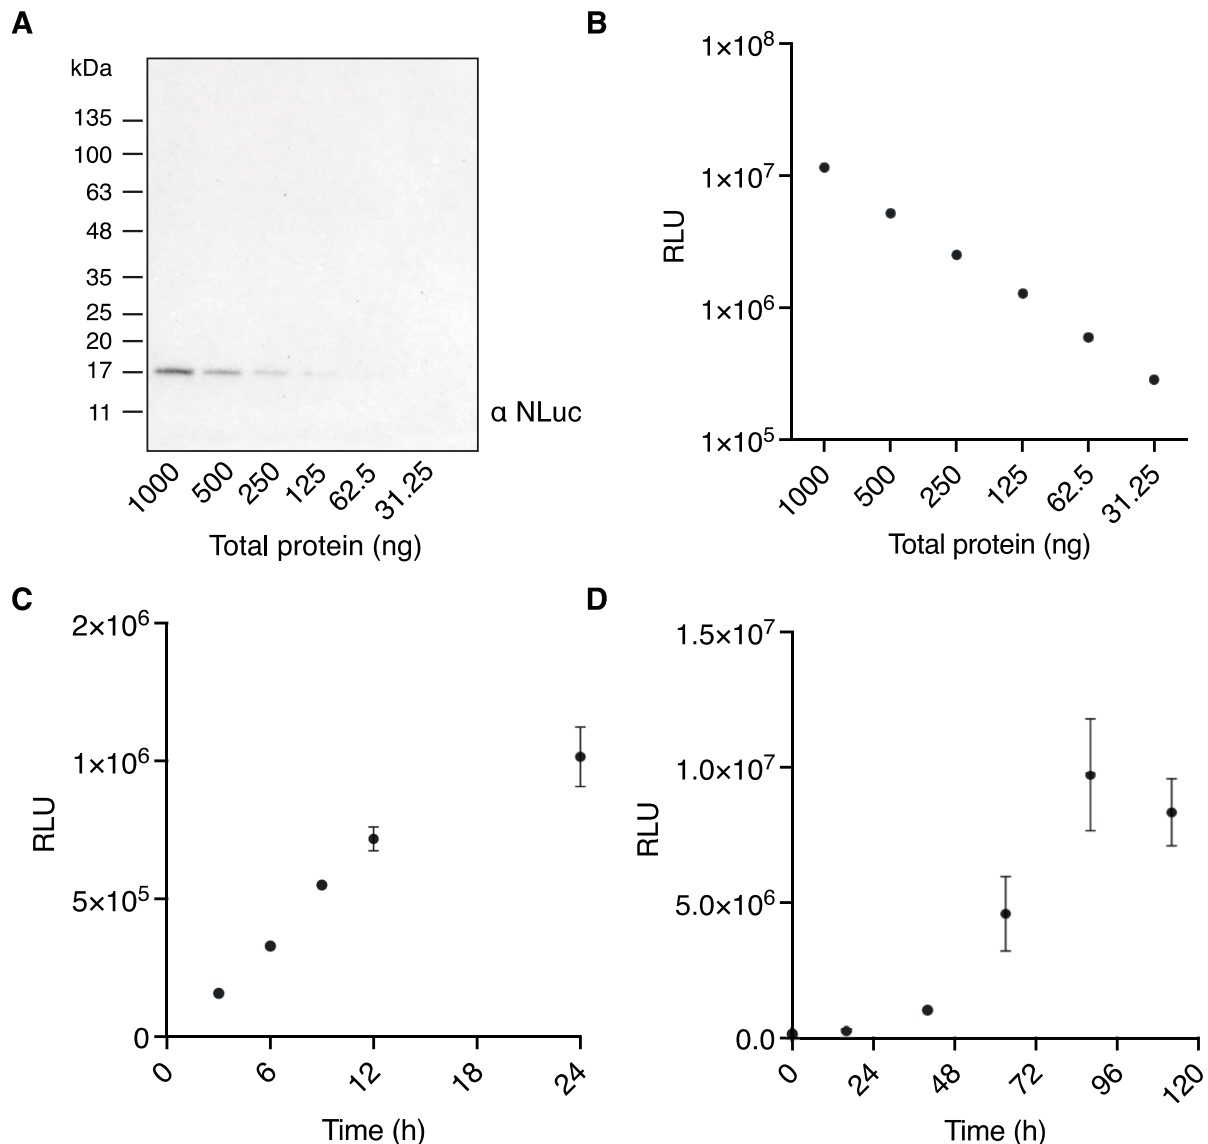 A
kDa
135
100
63
48
35
25
20
17
11
α NLuc
1000 500 250 125 62.5 31.25
Total protein (ng)
B
1×10⁸
1×10⁷
1×10⁶
1×10⁵
RLU
1000 500 250 125 62.5 31.25
Total protein (ng)
C
2×10⁶
1×10⁶
5×10⁵
0
RLU
0 6 12 18 24
Time (h)
D
1.5×10⁷
1.0×10⁷
5.0×10⁶
0.0
RLU
0 24 48 72 96 120
Time (h)